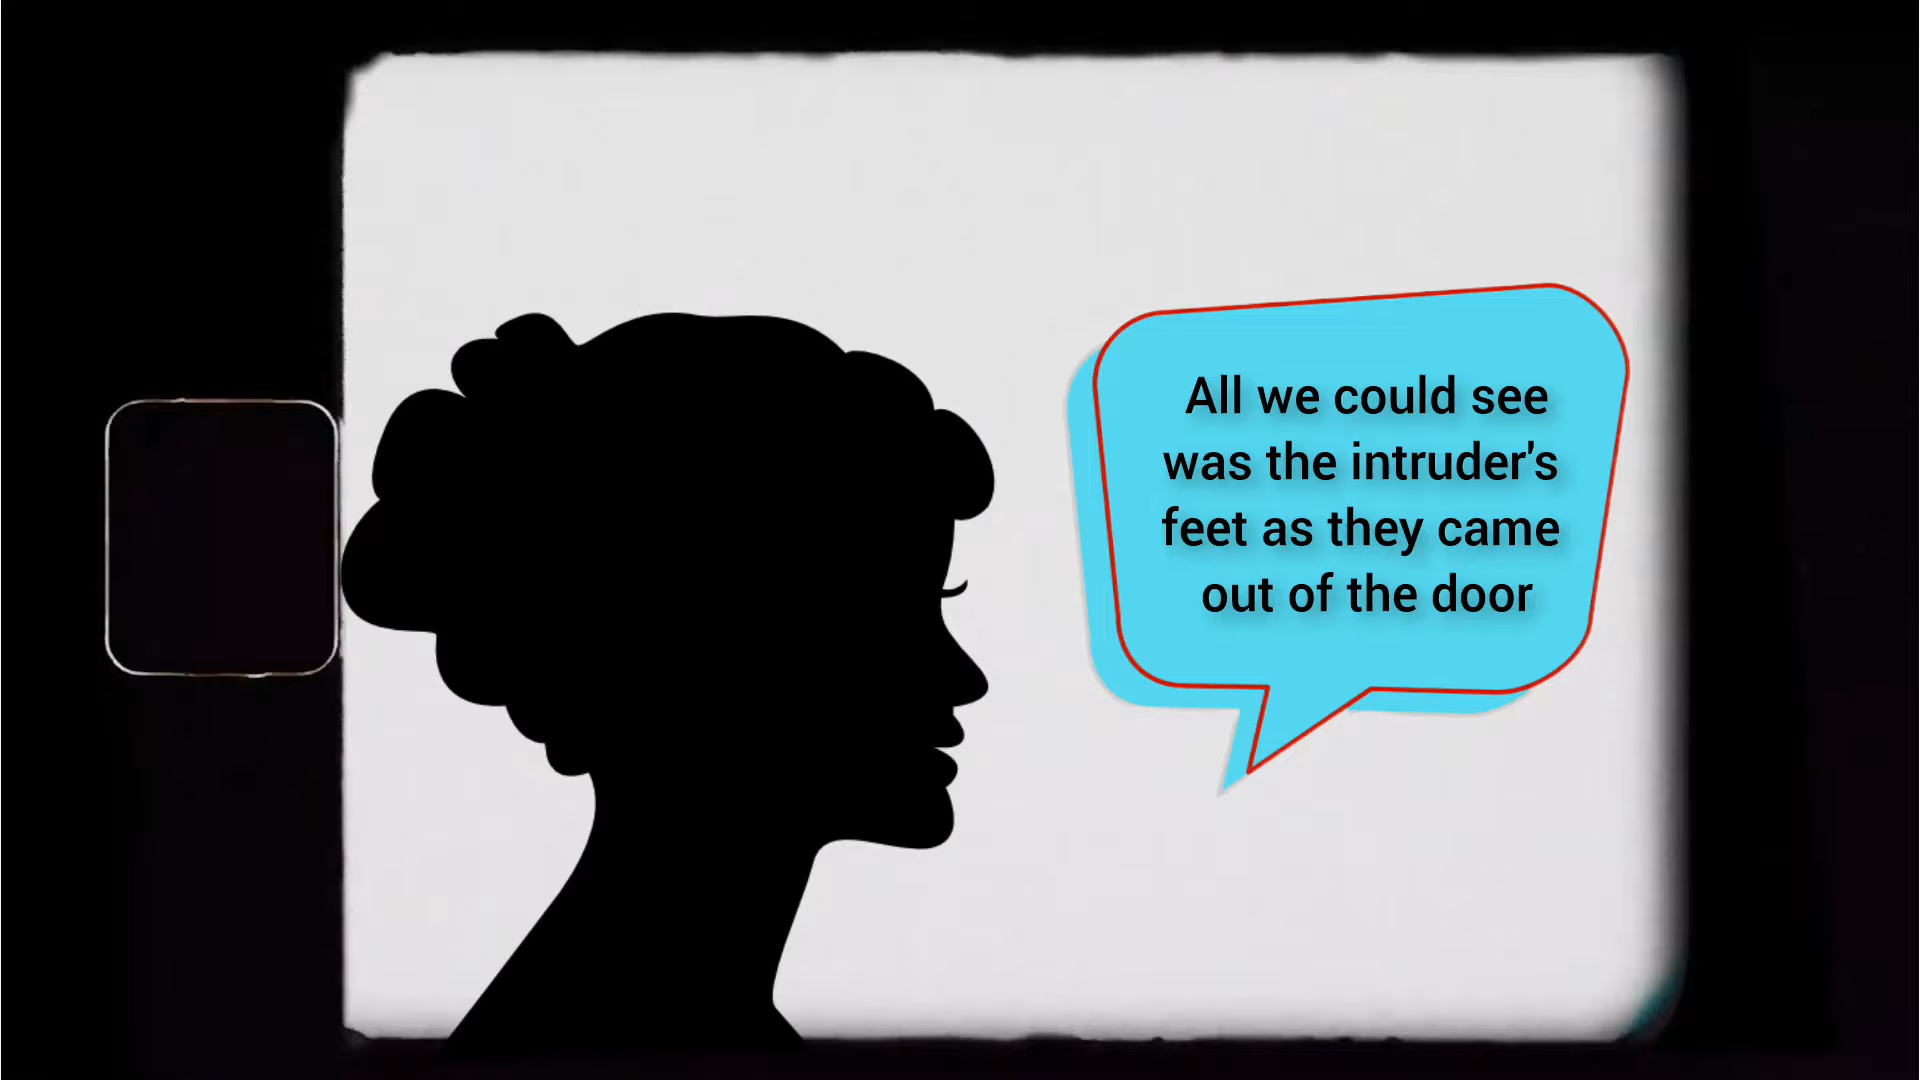 All we could see
was the intruder's
feet as they came
out of the door